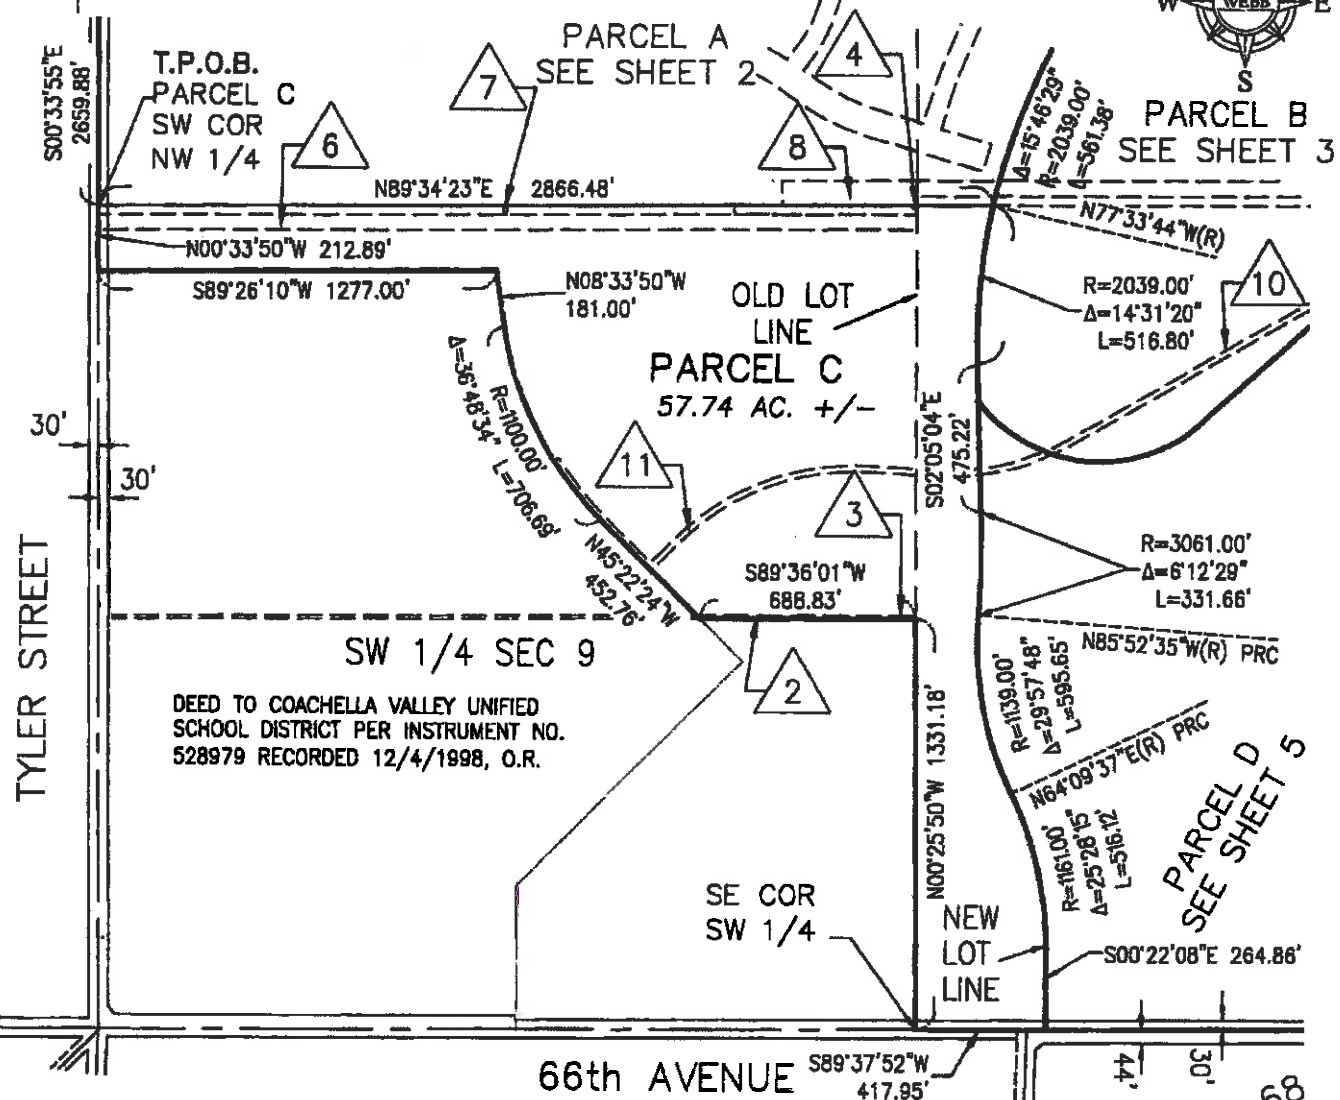 W
WEBB
E
S
PARCEL A
SEE SHEET 2
4
7
T.P.O.B.
PARCEL C
SW COR
NW 1/4
S00°33'55"E
2659.88'
6
8
Δ=15°46'29"
R=2039.00'
L=561.38'
PARCEL B
SEE SHEET 3
N89°34'23"E 2866.48'
N77°33'44"W(R)
N00°33'50"W 212.89'
S89°26'10"W 1277.00'
N08°33'50"W
181.00'
OLD LOT
LINE
R=2039.00'
Δ=14°31'20"
L=516.80'
10
PARCEL C
57.74 AC. +/-
R=1100.00'
Δ=36°48'34" L=706.69'
S02°05'04"E
475.22'
30'
30'
11
3
N45°22'24"W
452.76'
S89°36'01"W
688.83'
R=3061.00'
Δ=6°12'29"
L=331.66'
TYLER STREET
SW 1/4 SEC 9
N85°52'35"W(R) PRC
2
DEED TO COACHELLA VALLEY UNIFIED
SCHOOL DISTRICT PER INSTRUMENT NO.
528979 RECORDED 12/4/1998, O.R.
R=1139.00'
Δ=29°57'48"
L=595.65'
N00°25'50"W 1331.18'
N64°09'37"E(R) PRC
PARCEL D
SEE SHEET 5
R=1161.00'
Δ=25°28'15"
L=516.12'
SE COR
SW 1/4
NEW
LOT
LINE
S00°22'08"E 264.86'
66th AVENUE
S89°37'52"W
417.95'
44'
30'
68